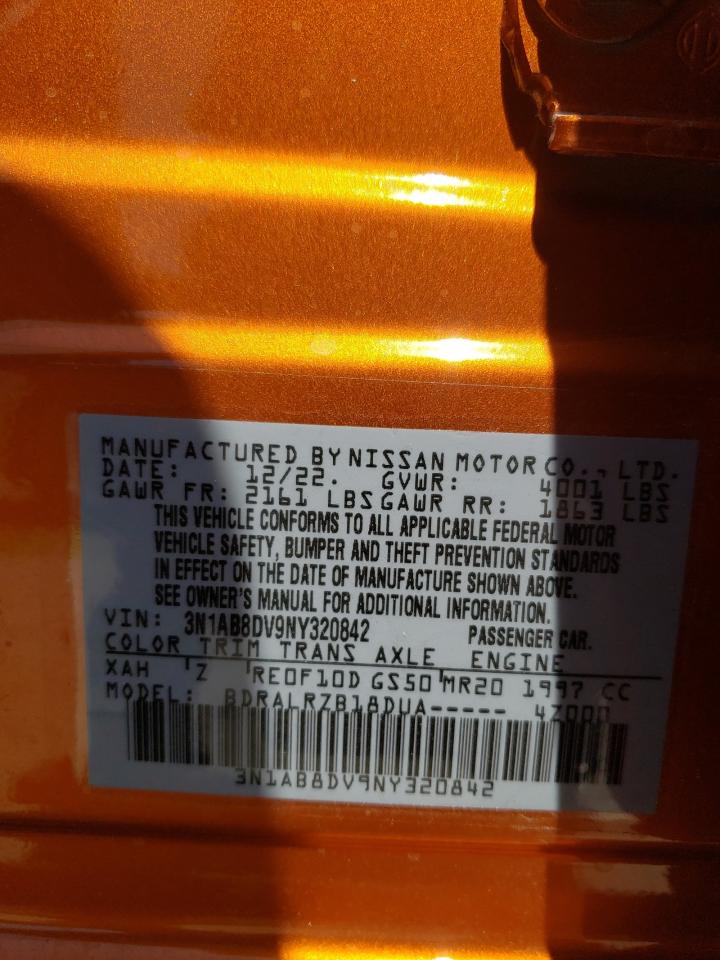 MANUFACTURED BY NISSAN MOTOR CO., LTD.
DATE: 12/22. GVWR: 4001 LBS
GAWR FR: 2161 LBS GAWR RR: 1863 LBS
THIS VEHICLE CONFORMS TO ALL APPLICABLE FEDERAL MOTOR
VEHICLE SAFETY, BUMPER AND THEFT PREVENTION STANDARDS
IN EFFECT ON THE DATE OF MANUFACTURE SHOWN ABOVE.
SEE OWNER'S MANUAL FOR ADDITIONAL INFORMATION.
VIN: 3N1AB8DV9NY320842 PASSENGER CAR.
COLOR TRIM TRANS AXLE ENGINE
XAH Z RE0F10D GS50 MR20 1997 CC
MODEL: BDRALRZB18DUA----- 4Z000
3N1AB8DV9NY320842